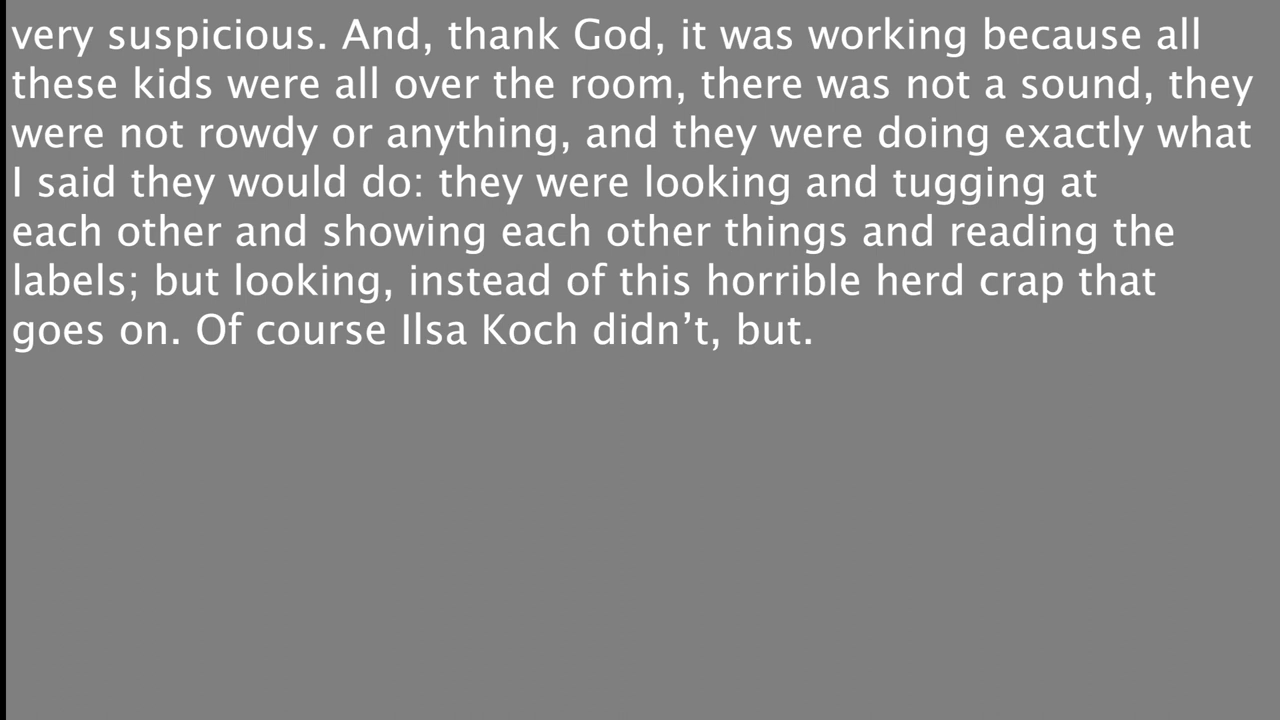 very suspicious. And, thank God, it was working because all
these kids were all over the room, there was not a sound, they
were not rowdy or anything, and they were doing exactly what
I said they would do: they were looking and tugging at
each other and showing each other things and reading the
labels; but looking, instead of this horrible herd crap that
goes on. Of course Ilsa Koch didn’t, but.